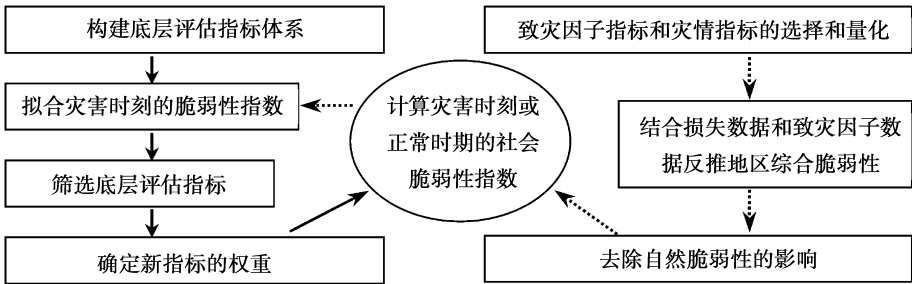 构建底层评估指标体系
拟合灾害时刻的脆弱性指数
筛选底层评估指标
确定新指标的权重
计算灾害时刻或
正常时期的社会
脆弱性指数
致灾因子指标和灾情指标的选择和量化
结合损失数据和致灾因子数
据反推地区综合脆弱性
去除自然脆弱性的影响